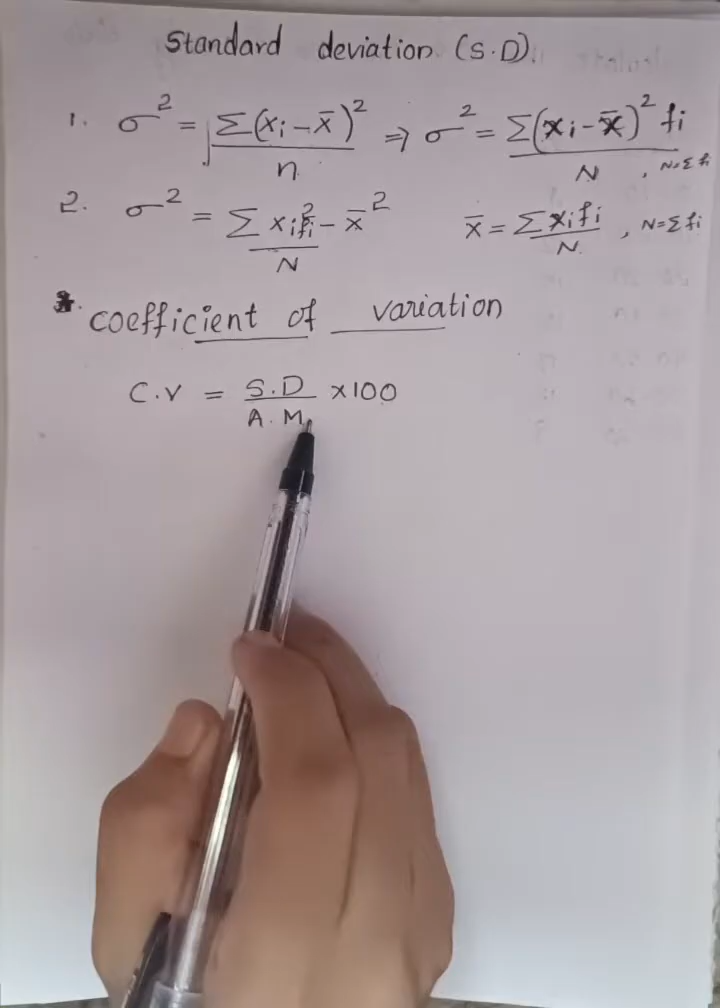 Standard deviation (S.D).
1. σ² = √Σ(xᵢ-x̄)²/n ⇒ σ² = Σ(xᵢ-x̄)² fᵢ/N , N=Σfᵢ
2. σ² = Σxᵢ²fᵢ/N - x̄² x̄ = Σxᵢfᵢ/N. , N=Σfᵢ
coefficient of variation
C.V = S.D/A.M. ×100